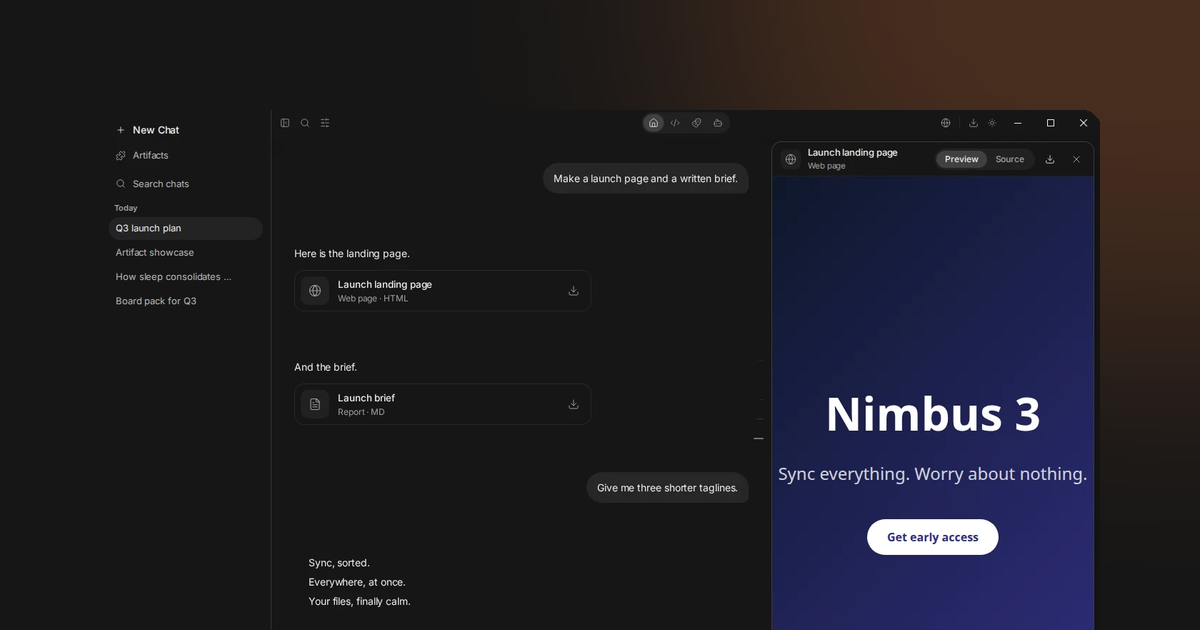 New Chat
Artifacts
Search chats
Today
Q3 launch plan
Artifact showcase
How sleep consolidates ...
Board pack for Q3
Make a launch page and a written brief.
Here is the landing page.
Launch landing page
Web page · HTML
And the brief.
Launch brief
Report · MD
Give me three shorter taglines.
Sync, sorted.
Everywhere, at once.
Your files, finally calm.
Launch landing page
Web page
Preview
Source
Nimbus 3
Sync everything. Worry about nothing.
Get early access